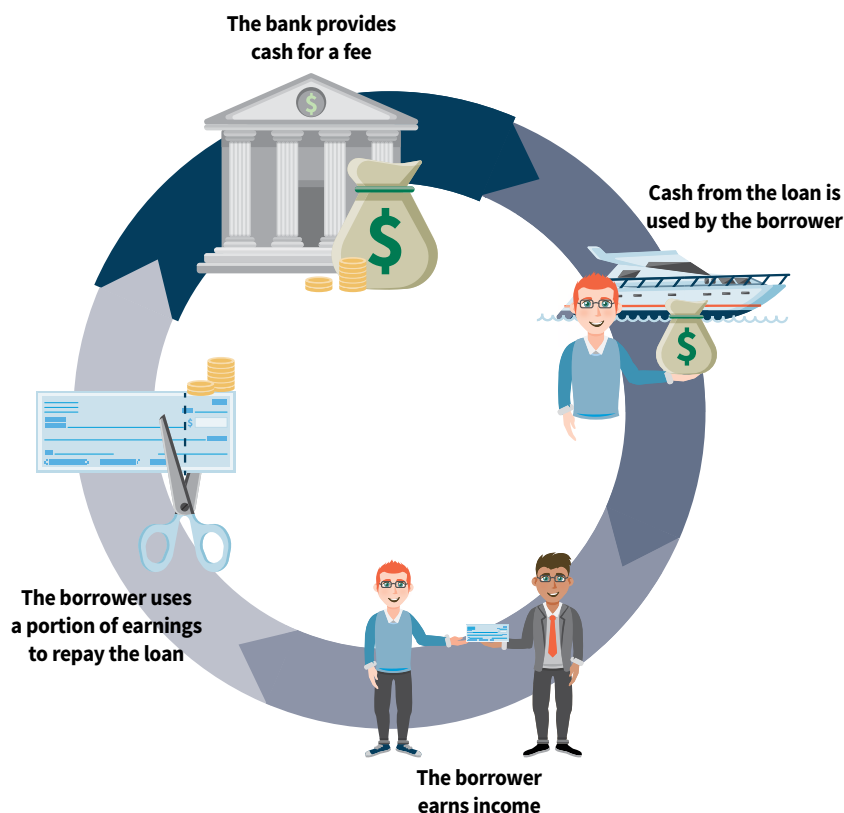 The bank provides
cash for a fee
$
$
Cash from the loan is
used by the borrower
$
$
The borrower uses
a portion of earnings
to repay the loan
The borrower
earns income